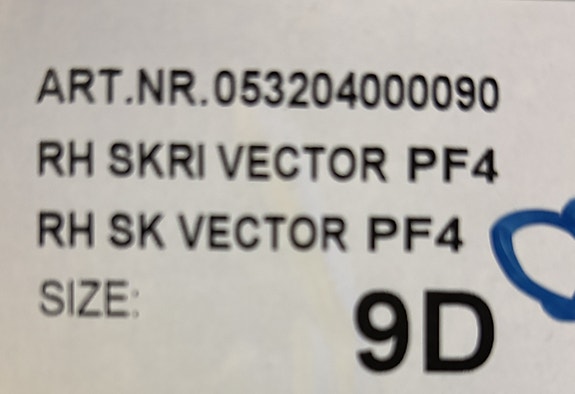 ART.NR.053204000090
RH SKRI VECTOR PF4
RH SK VECTOR PF4
SIZE:
9D